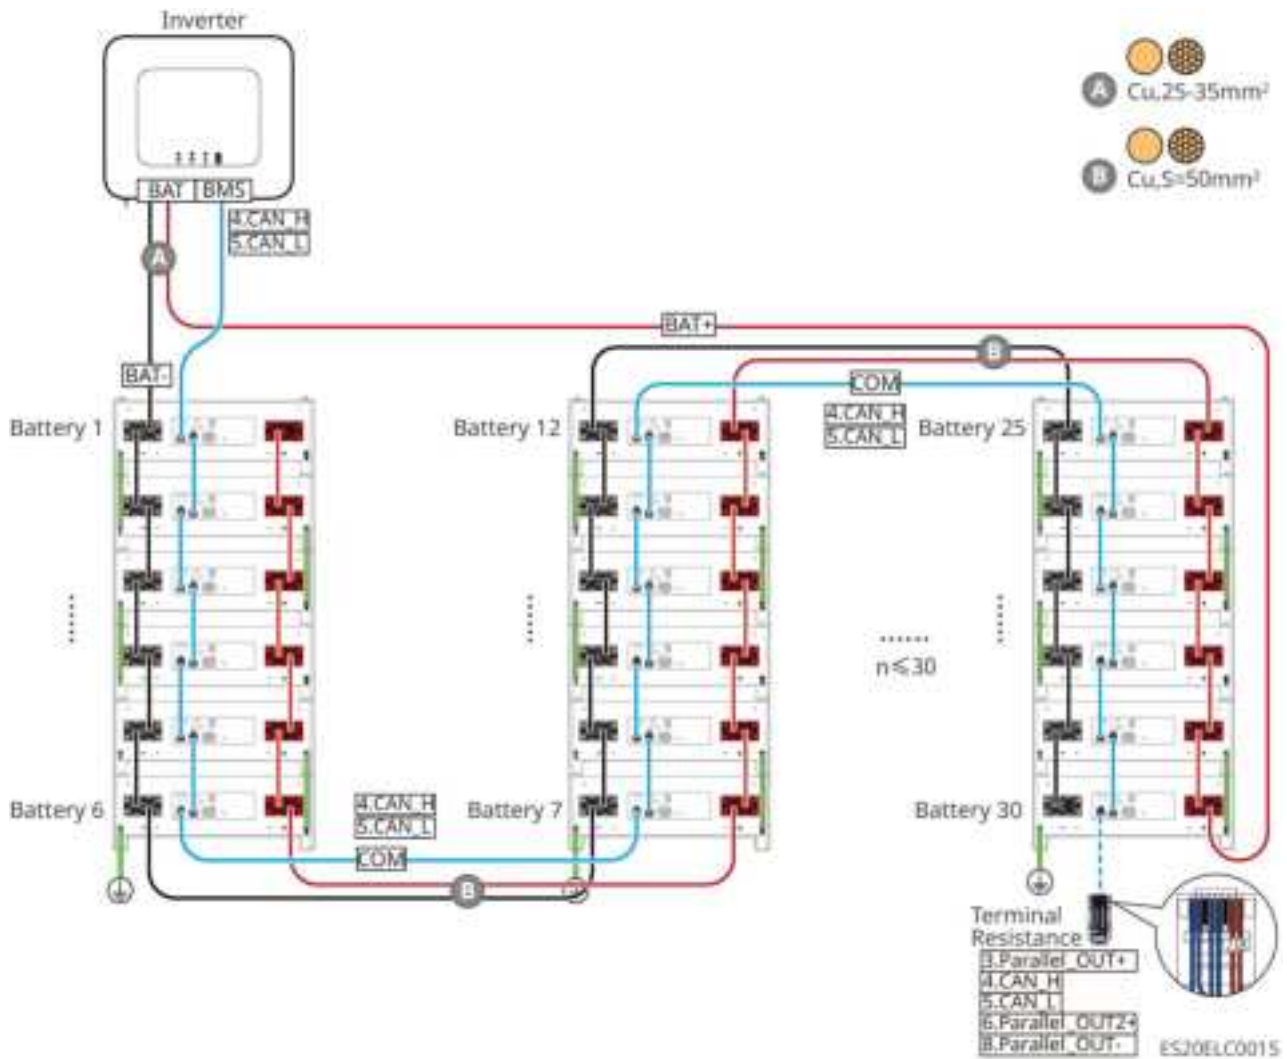 Inverter
A Cu,25-35mm²
B Cu,S=50mm²
BAT BMS
4.CAN_H
5.CAN_L
A
BAT+
B
BAT-
COM
4.CAN_H
5.CAN_L
Battery 1
Battery 12
Battery 25
......
......
......
......
n≤30
Battery 6
Battery 7
Battery 30
4.CAN_H
5.CAN_L
COM
B
Terminal
Resistance
3.Parallel_OUT+
4.CAN_H
5.CAN_L
6.Parallel_OUT2+
8.Parallel_OUT-
ES20ELC0015